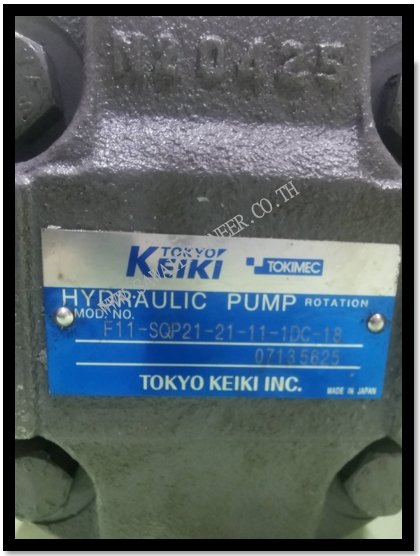 TOKYO
KEIKI TOKIMEC
HYDRAULIC PUMP ROTATION
MOD. NO.
F11-SQP21-21-11-1DC-18
07135625
TOKYO KEIKI INC. MADE IN JAPAN